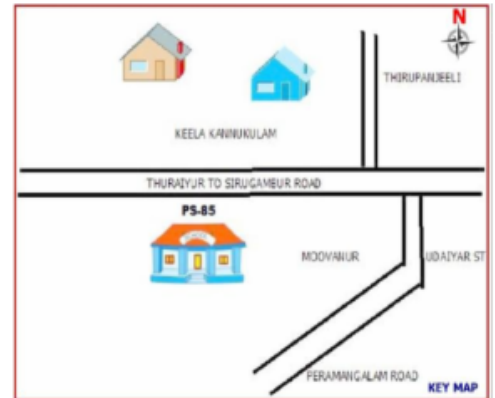 N
THIRUPANJEELI
KEELA KANNUKULAM
THURAIYUR TO SIRUGAMBUR ROAD
PS-85
MOOVANUR
UDAIYAR ST
PERAMANGALAM ROAD
KEY MAP